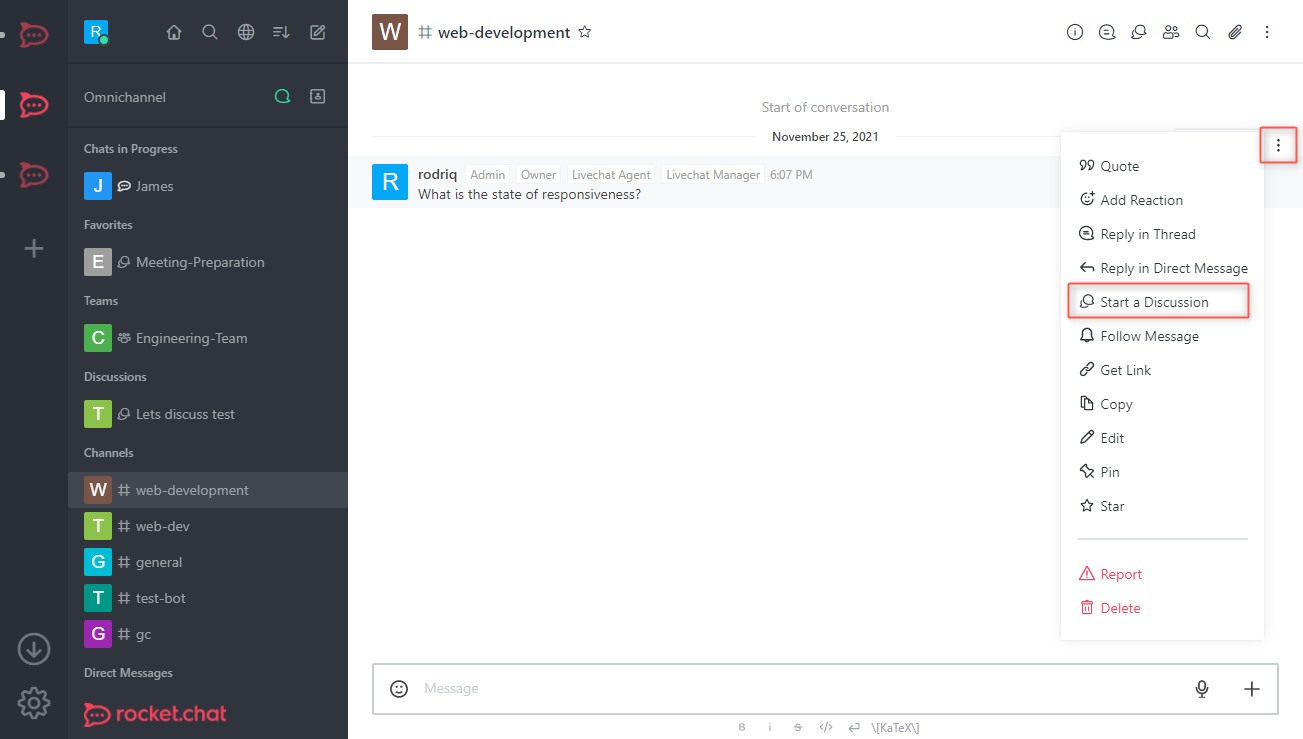 R
Omnichannel
Chats in Progress
J James
Favorites
E Meeting-Preparation
Teams
C Engineering-Team
Discussions
T Lets discuss test
Channels
W # web-development
T # web-dev
G # general
T # test-bot
G # gc
Direct Messages
rocket.chat
W # web-development
Start of conversation
November 25, 2021
R rodriq Admin Owner Livechat Agent Livechat Manager 6:07 PM
What is the state of responsiveness?
Quote
Add Reaction
Reply in Thread
Reply in Direct Message
Start a Discussion
Follow Message
Get Link
Copy
Edit
Pin
Star
Report
Delete
Message
B i S </> \[KaTeX\]